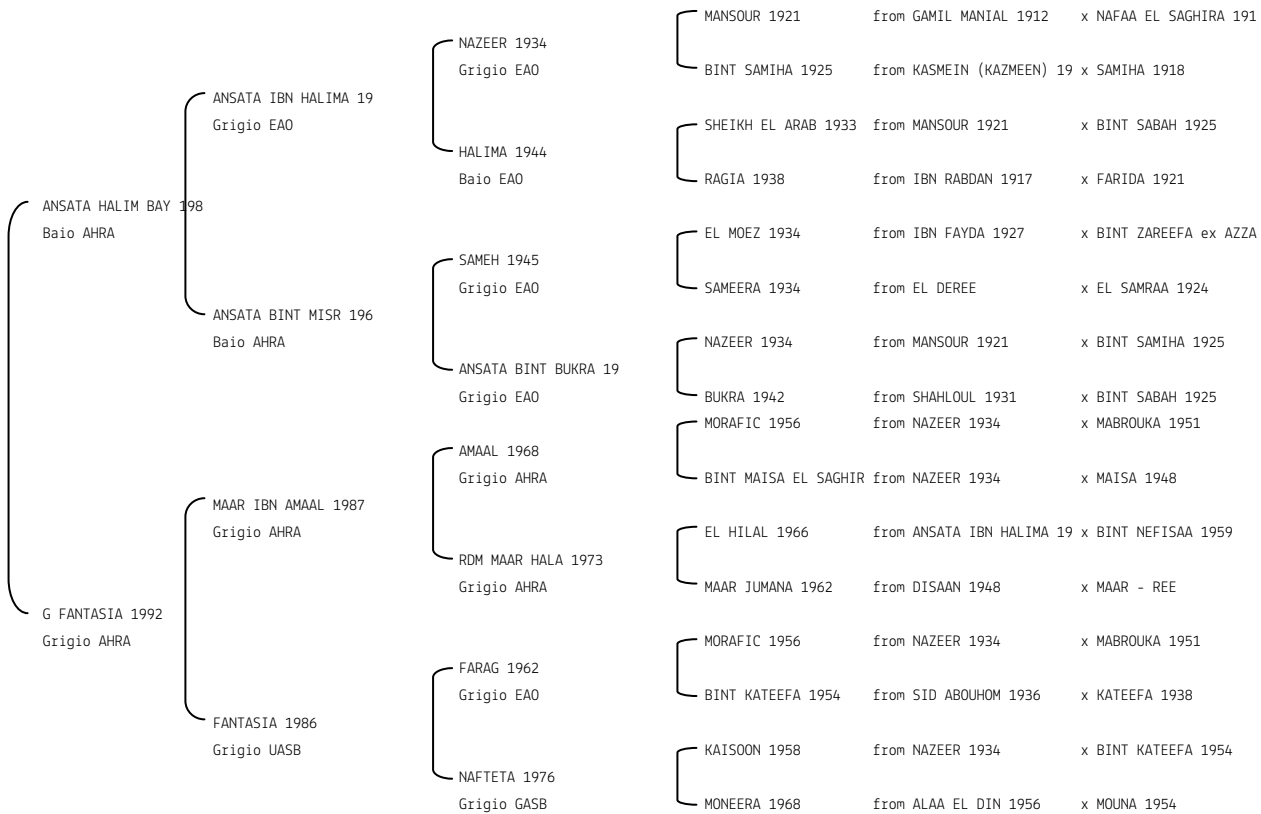 MANSOUR 1921 from GAMIL MANIAL 1912 x NAFAA EL SAGHIRA 191
NAZEER 1934
Grigio EAO
BINT SAMIHA 1925 from KASMEIN (KAZMEEN) 19 x SAMIHA 1918
ANSATA IBN HALIMA 19
Grigio EAO
SHEIKH EL ARAB 1933 from MANSOUR 1921 x BINT SABAH 1925
HALIMA 1944
Baio EAO
RAGIA 1938 from IBN RABDAN 1917 x FARIDA 1921
ANSATA HALIM BAY 198
Baio AHRA
EL MOEZ 1934 from IBN FAYDA 1927 x BINT ZAREEFA ex AZZA
SAMEH 1945
Grigio EAO
SAMEERA 1934 from EL DEREE x EL SAMRAA 1924
ANSATA BINT MISR 196
Baio AHRA
NAZEER 1934 from MANSOUR 1921 x BINT SAMIHA 1925
ANSATA BINT BUKRA 19
Grigio EAO
BUKRA 1942 from SHAHLOUL 1931 x BINT SABAH 1925
MORAFIC 1956 from NAZEER 1934 x MABROUKA 1951
AMAAL 1968
Grigio AHRA
BINT MAISA EL SAGHIR from NAZEER 1934 x MAISA 1948
MAAR IBN AMAAL 1987
Grigio AHRA
EL HILAL 1966 from ANSATA IBN HALIMA 19 x BINT NEFISAA 1959
RDM MAAR HALA 1973
Grigio AHRA
MAAR JUMANA 1962 from DISAAN 1948 x MAAR - REE
G FANTASIA 1992
Grigio AHRA
MORAFIC 1956 from NAZEER 1934 x MABROUKA 1951
FARAG 1962
Grigio EAO
BINT KATEEFA 1954 from SID ABOUHOM 1936 x KATEEFA 1938
FANTASIA 1986
Grigio UASB
KAISOON 1958 from NAZEER 1934 x BINT KATEEFA 1954
NAFTETA 1976
Grigio GASB
MONEERA 1968 from ALAA EL DIN 1956 x MOUNA 1954